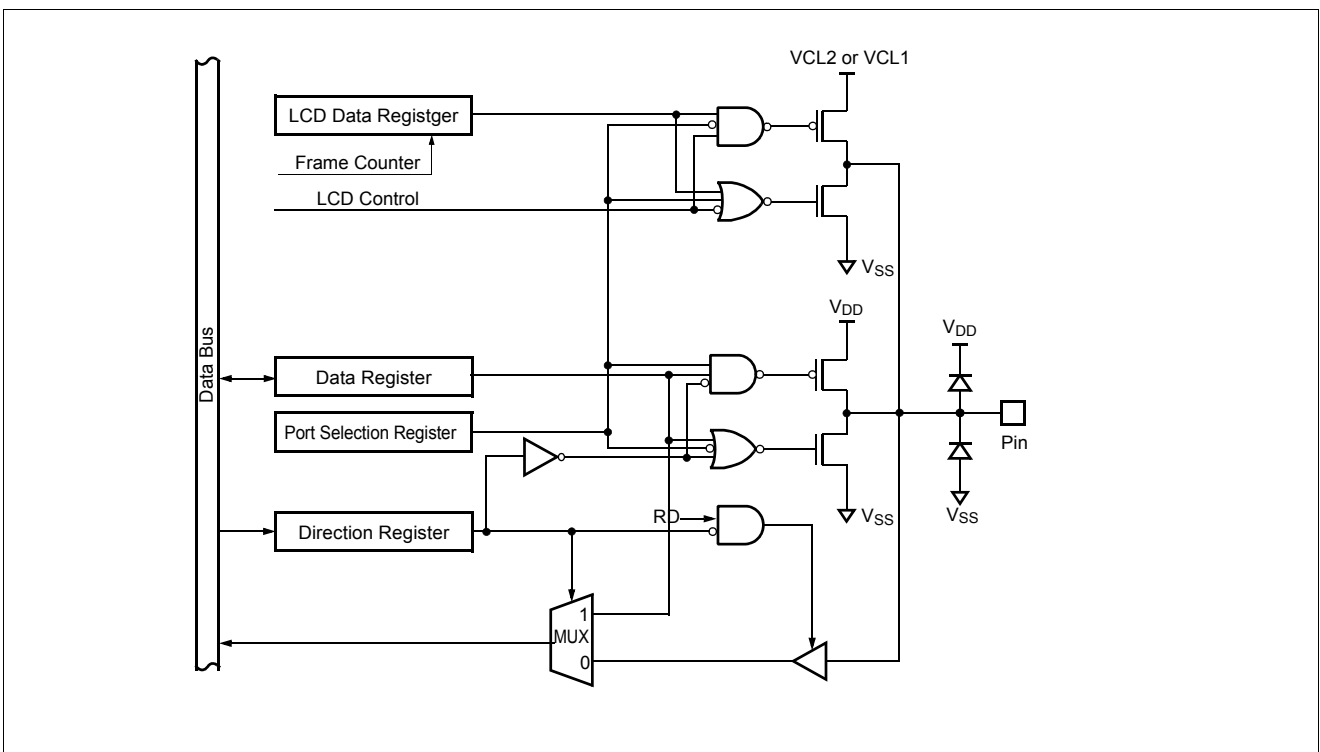 VCL2 or VCL1
LCD Data Registger
Frame Counter
LCD Control
VSS
VDD
VDD
Data Bus
Data Register
Port Selection Register
Pin
RD
VSS
VSS
Direction Register
1
MUX
0